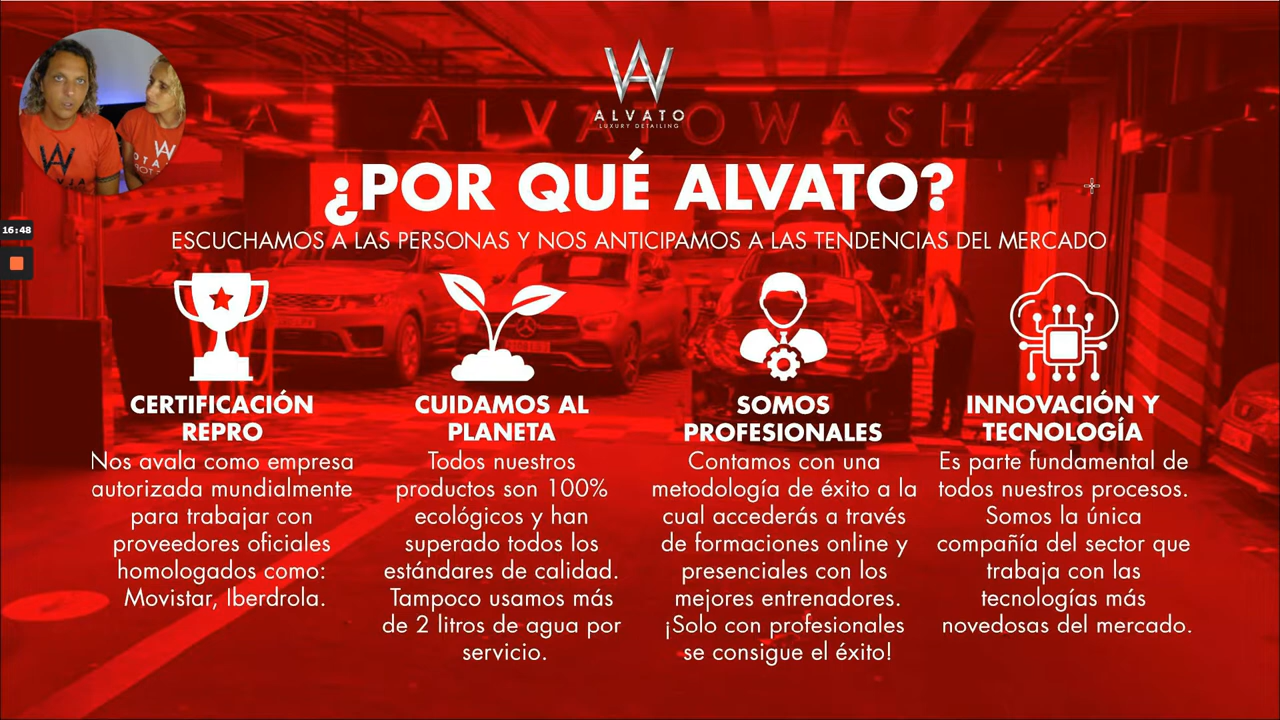 ALVATOWASH
ALVATO
LUXURY DETAILING
¿POR QUÉ ALVATO?
ESCUCHAMOS A LAS PERSONAS Y NOS ANTICIPAMOS A LAS TENDENCIAS DEL MERCADO
16:48
CERTIFICACIÓN
REPRO
Nos avala como empresa
autorizada mundialmente
para trabajar con
proveedores oficiales
homologados como:
Movistar, Iberdrola.
CUIDAMOS AL
PLANETA
Todos nuestros
productos son 100%
ecológicos y han
superado todos los
estándares de calidad.
Tampoco usamos más
de 2 litros de agua por
servicio.
SOMOS
PROFESIONALES
Contamos con una
metodología de éxito a la
cual accederás a través
de formaciones online y
presenciales con los
mejores entrenadores.
¡Solo con profesionales
se consigue el éxito!
INNOVACIÓN Y
TECNOLOGÍA
Es parte fundamental de
todos nuestros procesos.
Somos la única
compañía del sector que
trabaja con las
tecnologías más
novedosas del mercado.